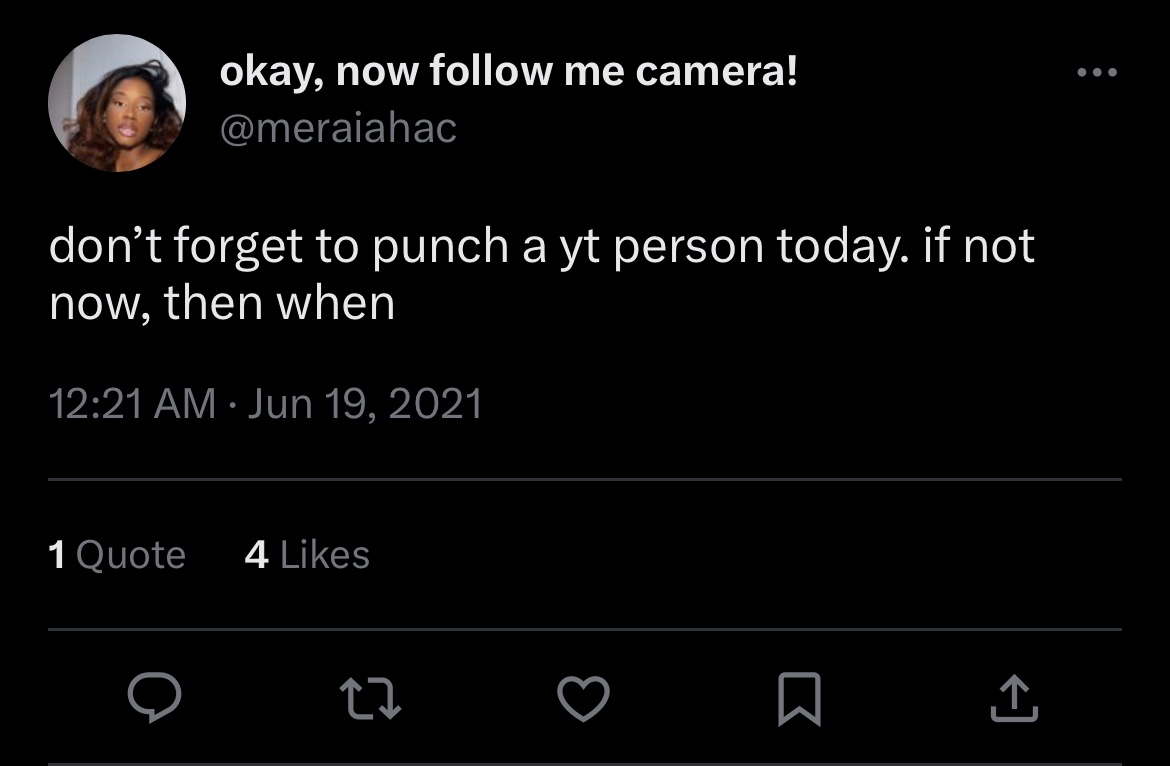 okay, now follow me camera!
@meraiahac
don’t forget to punch a yt person today. if not
now, then when
12:21 AM · Jun 19, 2021
1 Quote 4 Likes